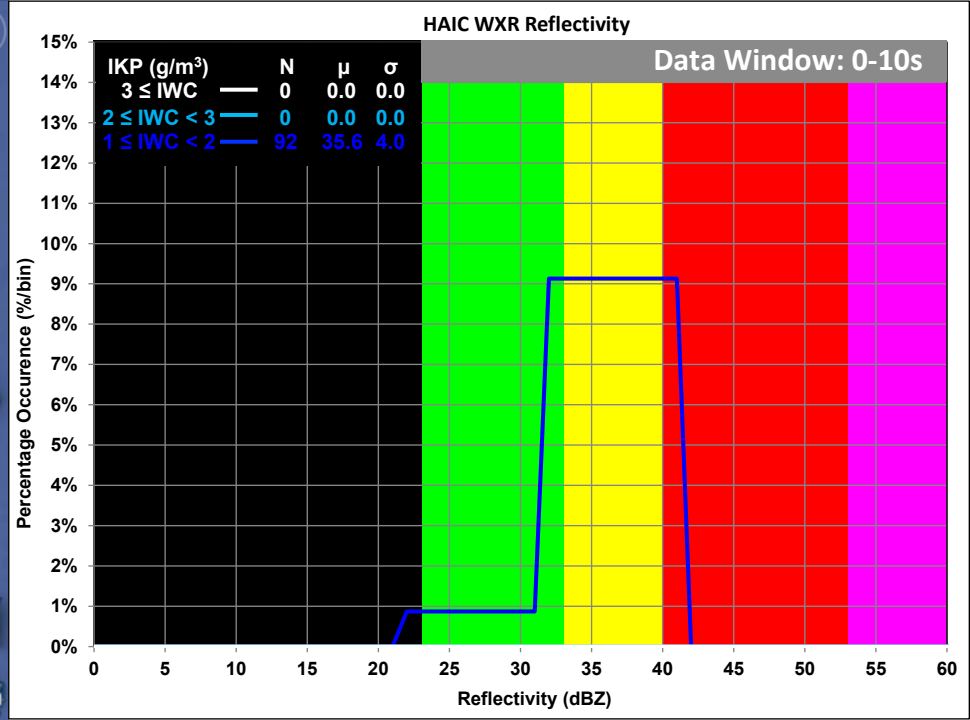 HAIC WXR Reflectivity
Data Window: 0-10s
IKP (g/m³) N µ σ
3 ≤ IWC 0 0.0 0.0
2 ≤ IWC < 3 0 0.0 0.0
1 ≤ IWC < 2 92 35.6 4.0
Percentage Occurence (%/bin)
15%
14%
13%
12%
11%
10%
9%
8%
7%
6%
5%
4%
3%
2%
1%
0%
0 5 10 15 20 25 30 35 40 45 50 55 60
Reflectivity (dBZ)